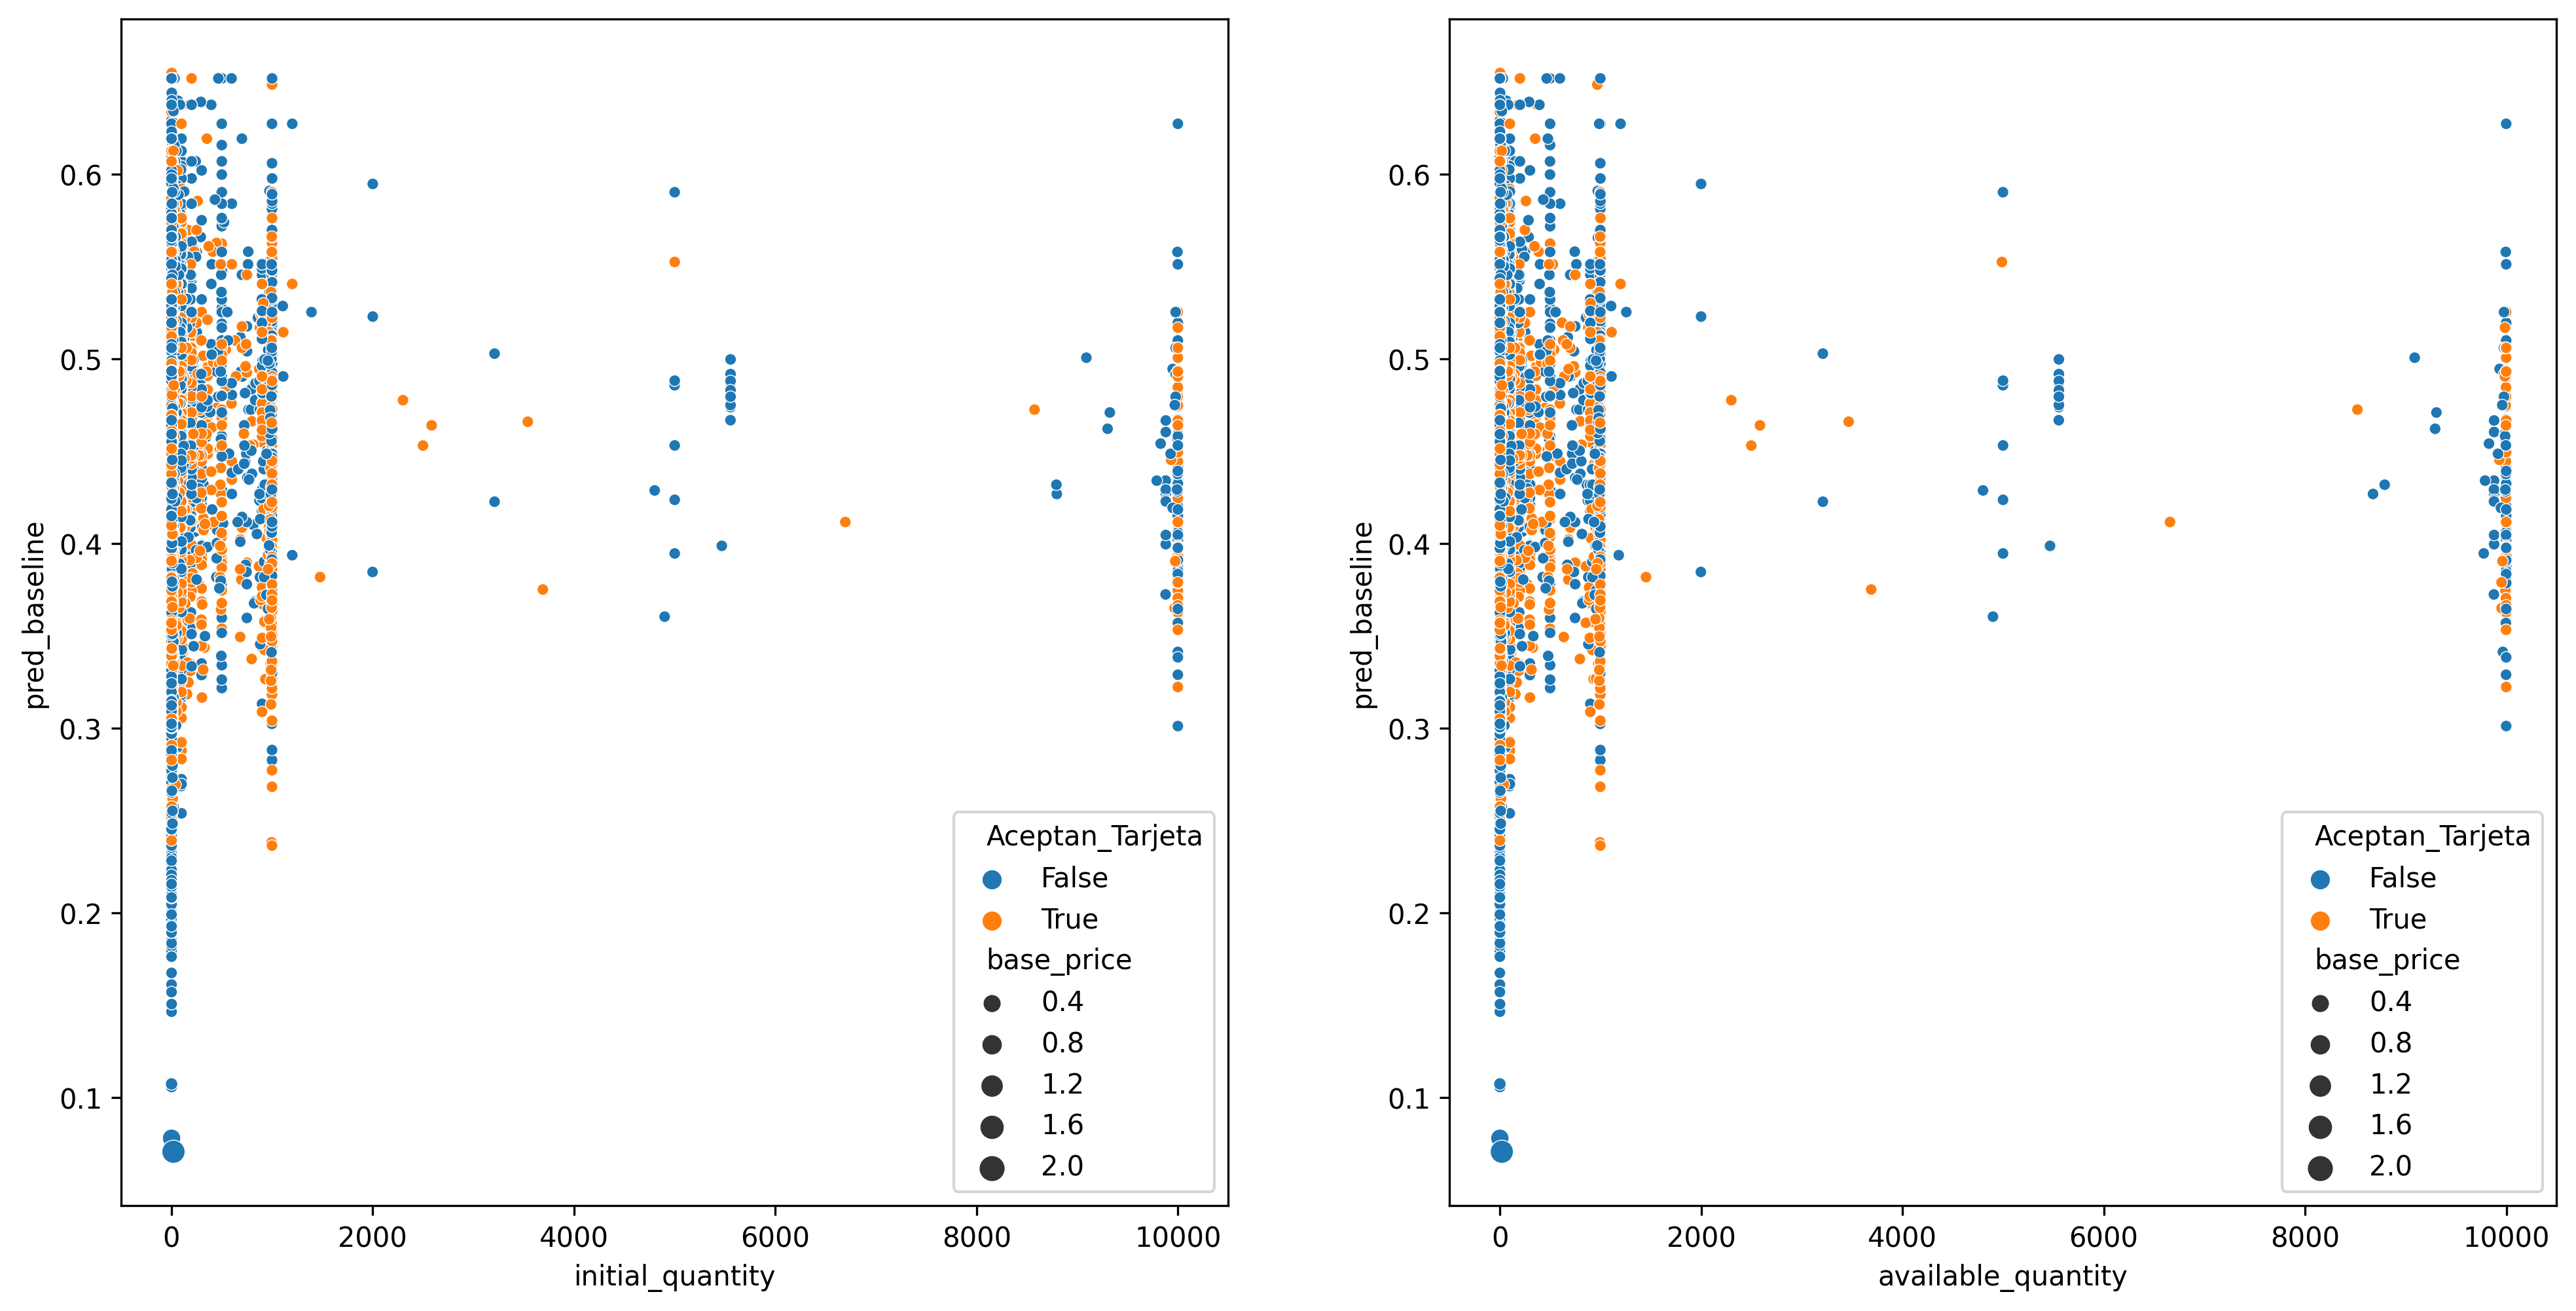 pred_baseline
0.6
0.5
0.4
0.3
0.2
0.1
0 2000 4000 6000 8000 10000
initial_quantity
Aceptan_Tarjeta
False
True
base_price
0.4
0.8
1.2
1.6
2.0
pred_baseline
0.6
0.5
0.4
0.3
0.2
0.1
0 2000 4000 6000 8000 10000
available_quantity
Aceptan_Tarjeta
False
True
base_price
0.4
0.8
1.2
1.6
2.0